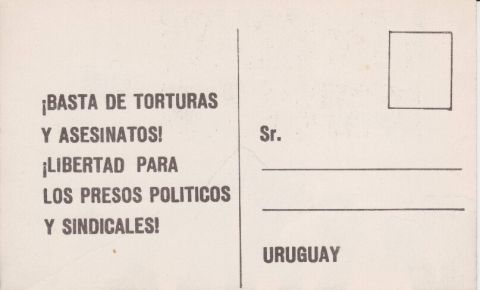 ¡BASTA DE TORTURAS
Y ASESINATOS!
¡LIBERTAD PARA
LOS PRESOS POLITICOS
Y SINDICALES!
Sr.
URUGUAY